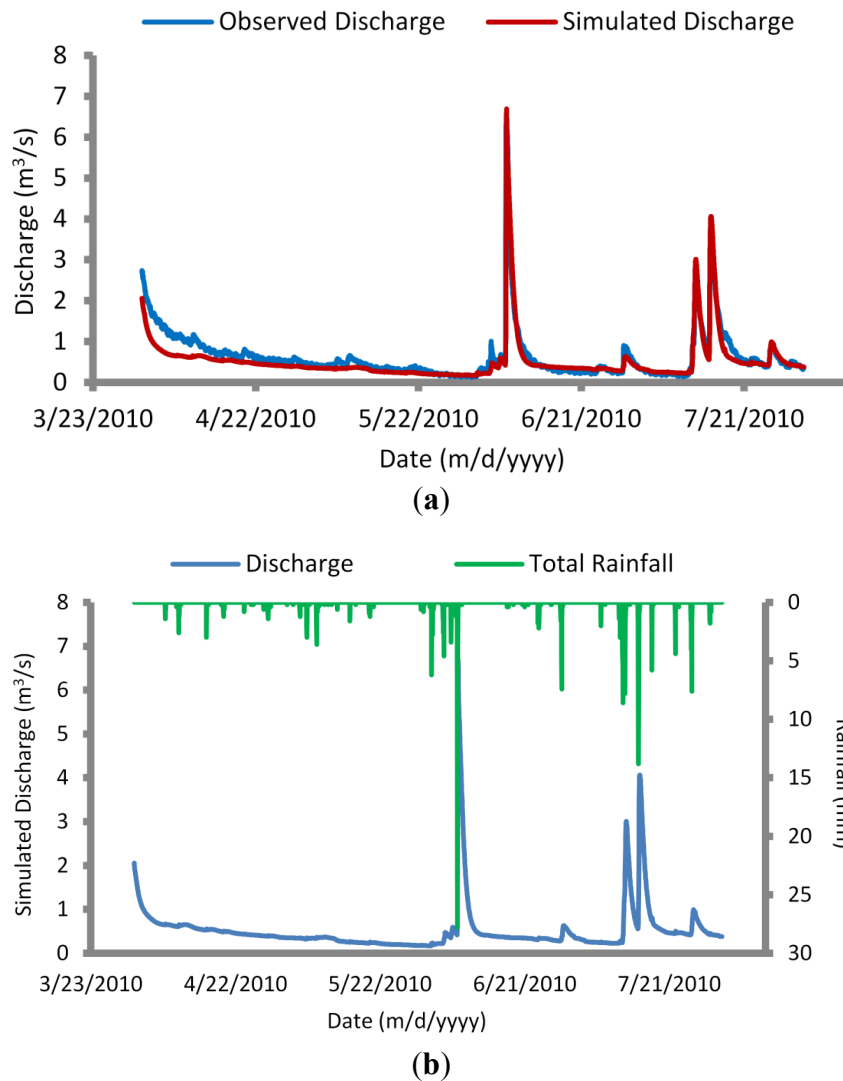 Observed Discharge Simulated Discharge
8
7
6
5
4
3
2
1
0
Discharge (m³/s)
3/23/2010 4/22/2010 5/22/2010 6/21/2010 7/21/2010
Date (m/d/yyyy)
(a)
Discharge Total Rainfall
8 0
7
6 5
5 10
4 15
3 20
2
1 25
0 30
Simulated Discharge (m³/s)
3/23/2010 4/22/2010 5/22/2010 6/21/2010 7/21/2010
Date (m/d/yyyy)
(b)